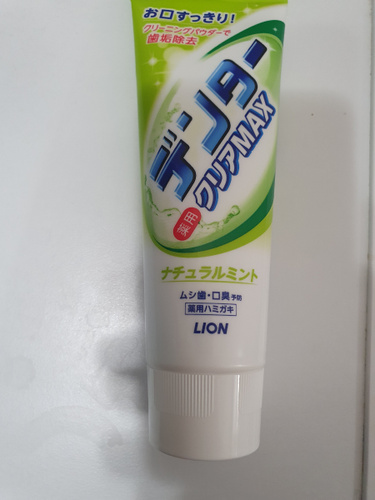 お口すっきり!
クリーニングパウダーで
歯垢除去
デンター
クリアMAX
薬用
ナチュラルミント
ムシ歯・口臭予防
薬用ハミガキ
LION